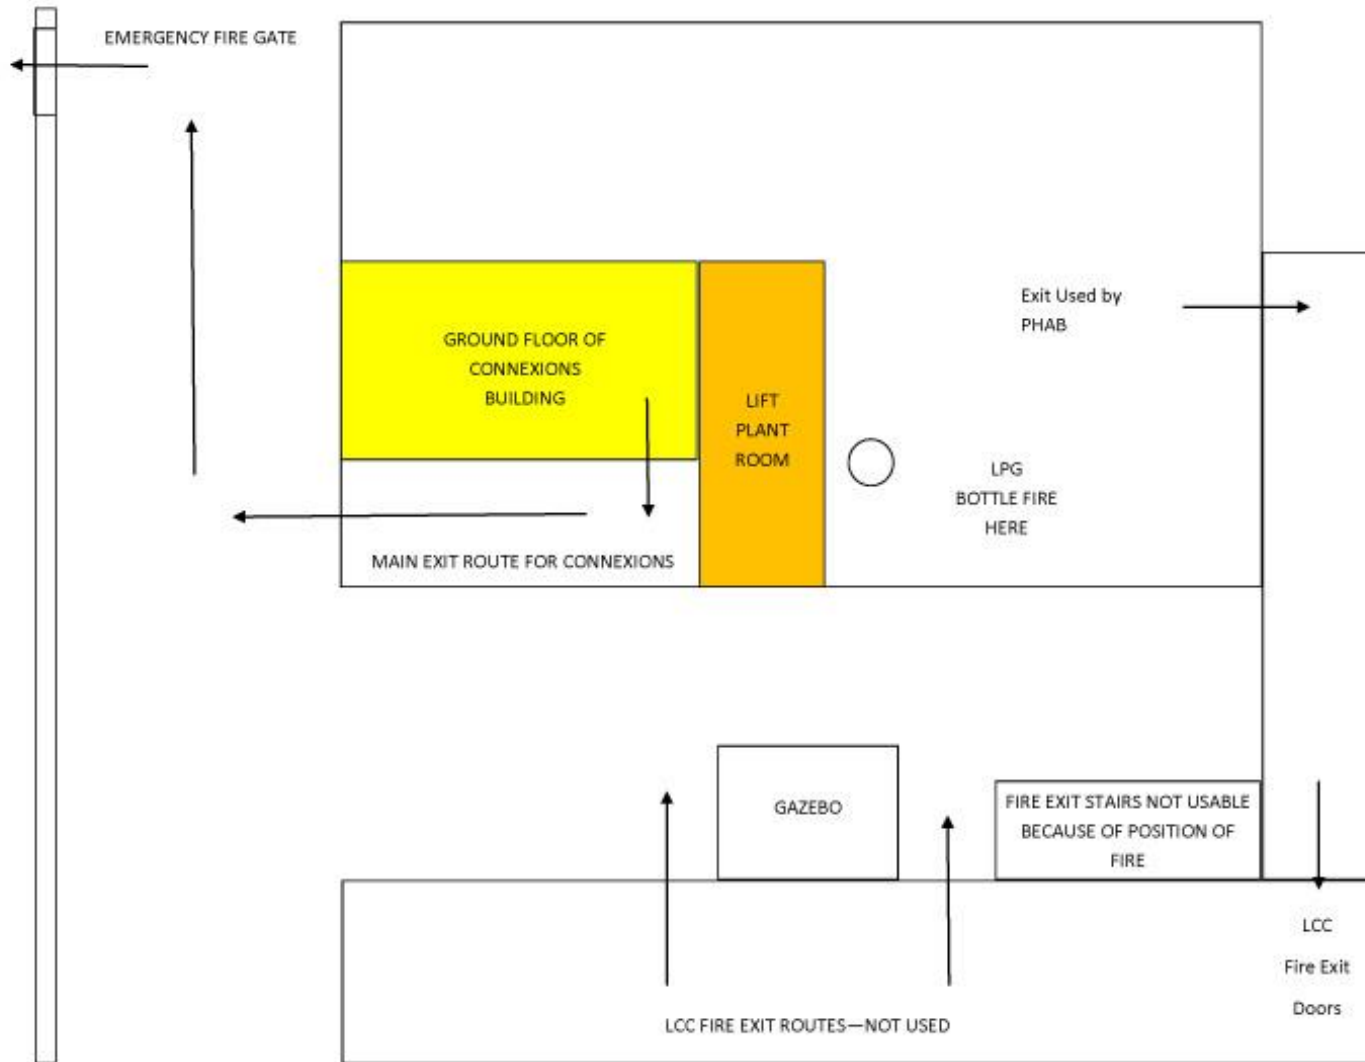 EMERGENCY FIRE GATE
Exit Used by
PHAB
GROUND FLOOR OF
CONNEXIONS
BUILDING
LIFT
PLANT
ROOM
LPG
BOTTLE FIRE
HERE
MAIN EXIT ROUTE FOR CONNEXIONS
GAZEBO
FIRE EXIT STAIRS NOT USABLE
BECAUSE OF POSITION OF
FIRE
LCC
Fire Exit
Doors
LCC FIRE EXIT ROUTES—NOT USED